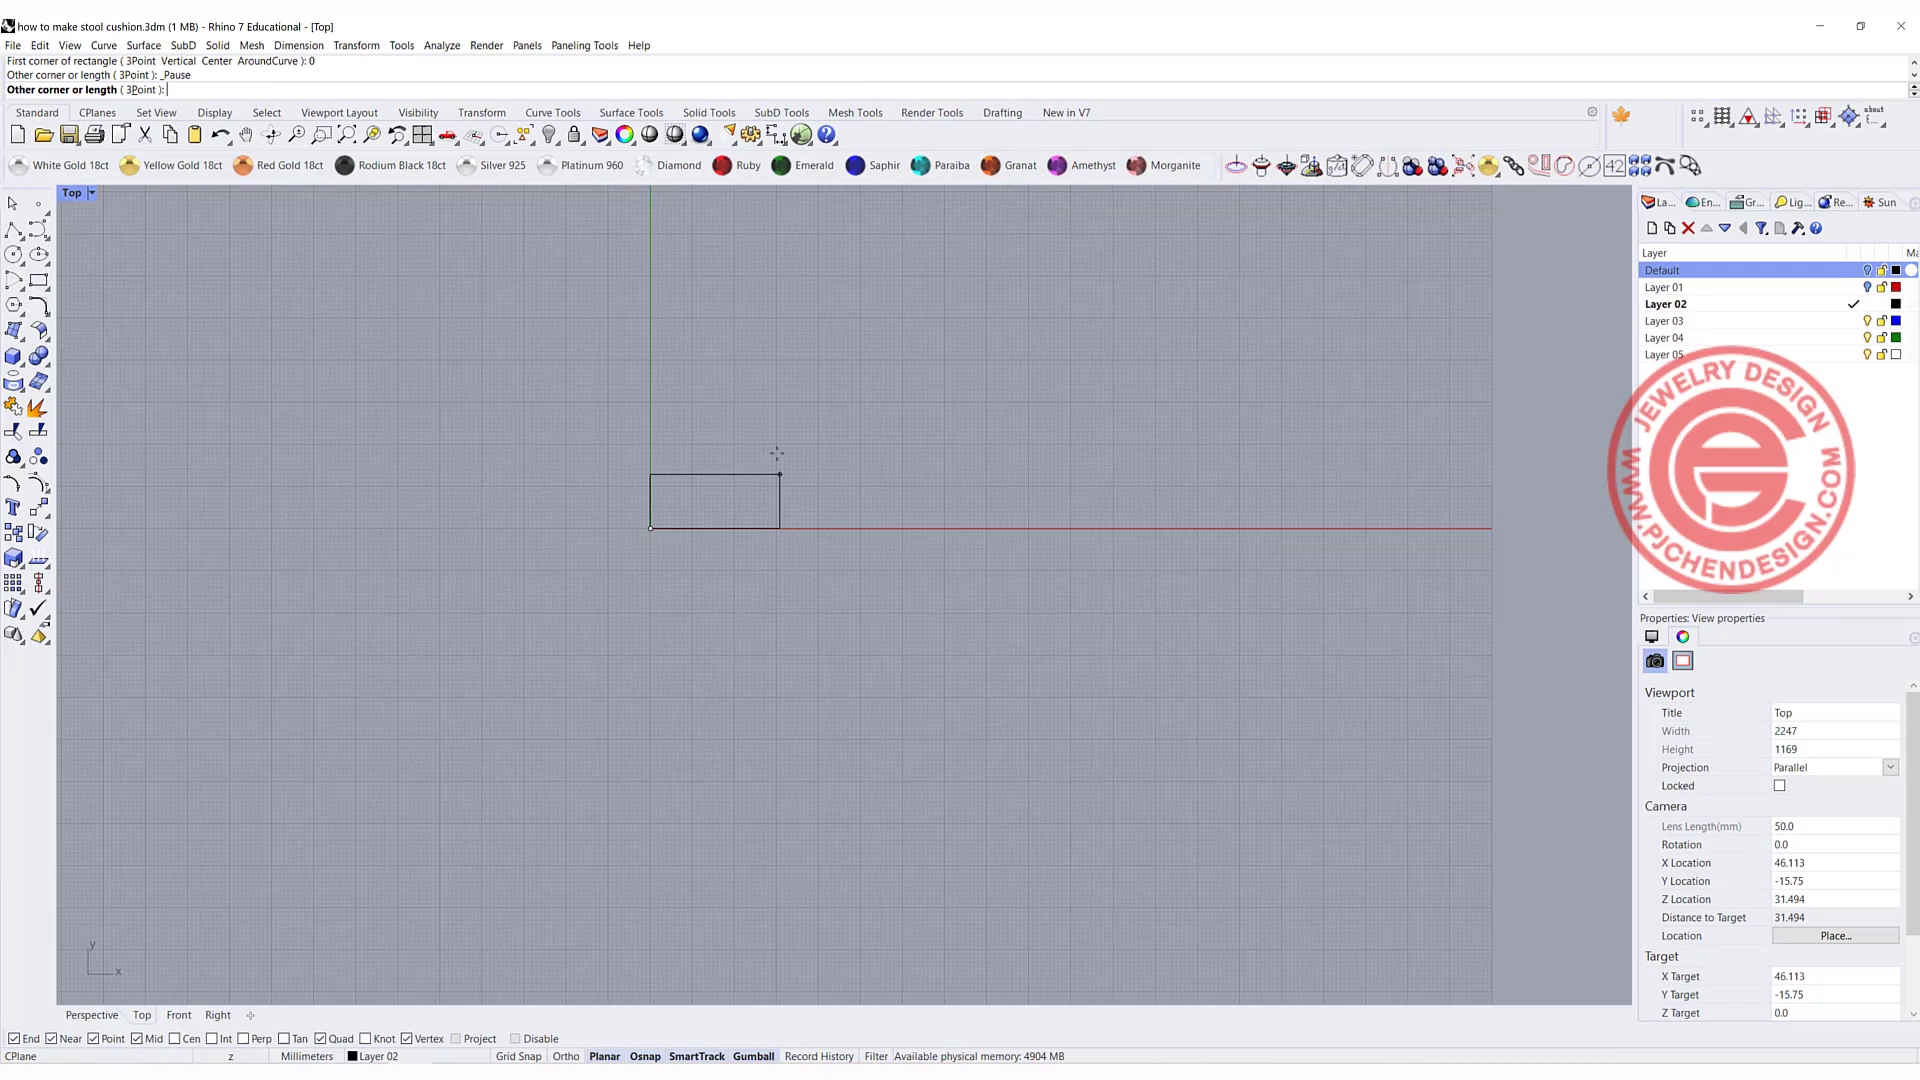 how to make stool cushion.3dm (1 MB) - Rhino 7 Educational - [Top]
File Edit View Curve Surface SubD Solid Mesh Dimension Transform Tools Analyze Render Panels Paneling Tools Help
First corner of rectangle ( 3Point Vertical Center AroundCurve ): 0
Other corner or length ( 3Point ): _Pause
Other corner or length ( 3Point ):
Standard CPlanes Set View Display Select Viewport Layout Visibility Transform Curve Tools Surface Tools Solid Tools SubD Tools Mesh Tools Render Tools Drafting New in V7
about
White Gold 18ct Yellow Gold 18ct Red Gold 18ct Rodium Black 18ct Silver 925 Platinum 960 Diamond Ruby Emerald Saphir Paraiba Granat Amethyst Morganite 42
Top
La... En... Gr... Lig... Re... Sun
Layer Ma
Default
Layer 01
Layer 02
Layer 03
Layer 04
Layer 05
JEWELRY DESIGN
WWW.PJCHENDESIGN.COM
Properties: View properties
Viewport
Title Top
Width 2247
Height 1169
Projection Parallel
Locked
Camera
Lens Length(mm) 50.0
Rotation 0.0
X Location 46.113
Y Location -15.75
Z Location 31.494
Distance to Target 31.494
Location Place...
Target
X Target 46.113
Y Target -15.75
Z Target 0.0
y
x
Perspective Top Front Right
End Near Point Mid Cen Int Perp Tan Quad Knot Vertex Project Disable
CPlane z Millimeters Layer 02 Grid Snap Ortho Planar Osnap SmartTrack Gumball Record History Filter Available physical memory: 4904 MB